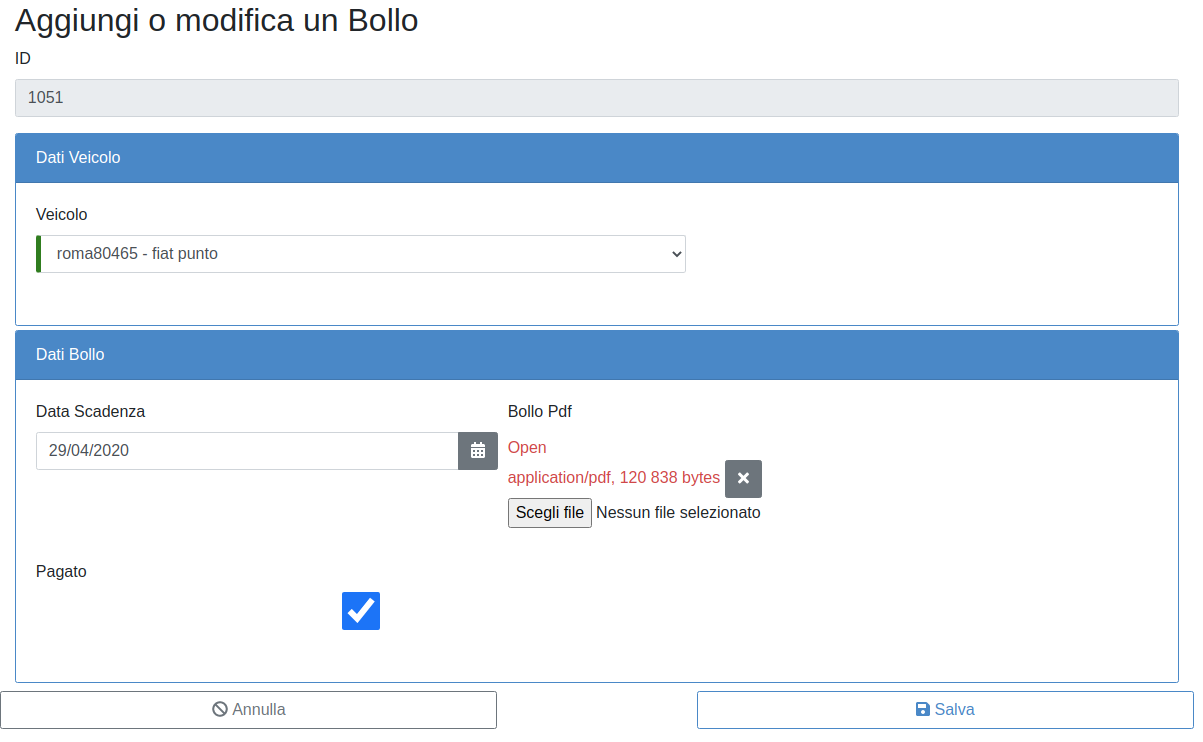 Aggiungi o modifica un Bollo
ID
1051
Dati Veicolo
Veicolo
roma80465 - fiat punto
Dati Bollo
Data Scadenza
29/04/2020
Bollo Pdf
Open
application/pdf, 120 838 bytes
Scegli file Nessun file selezionato
Pagato
Annulla
Salva